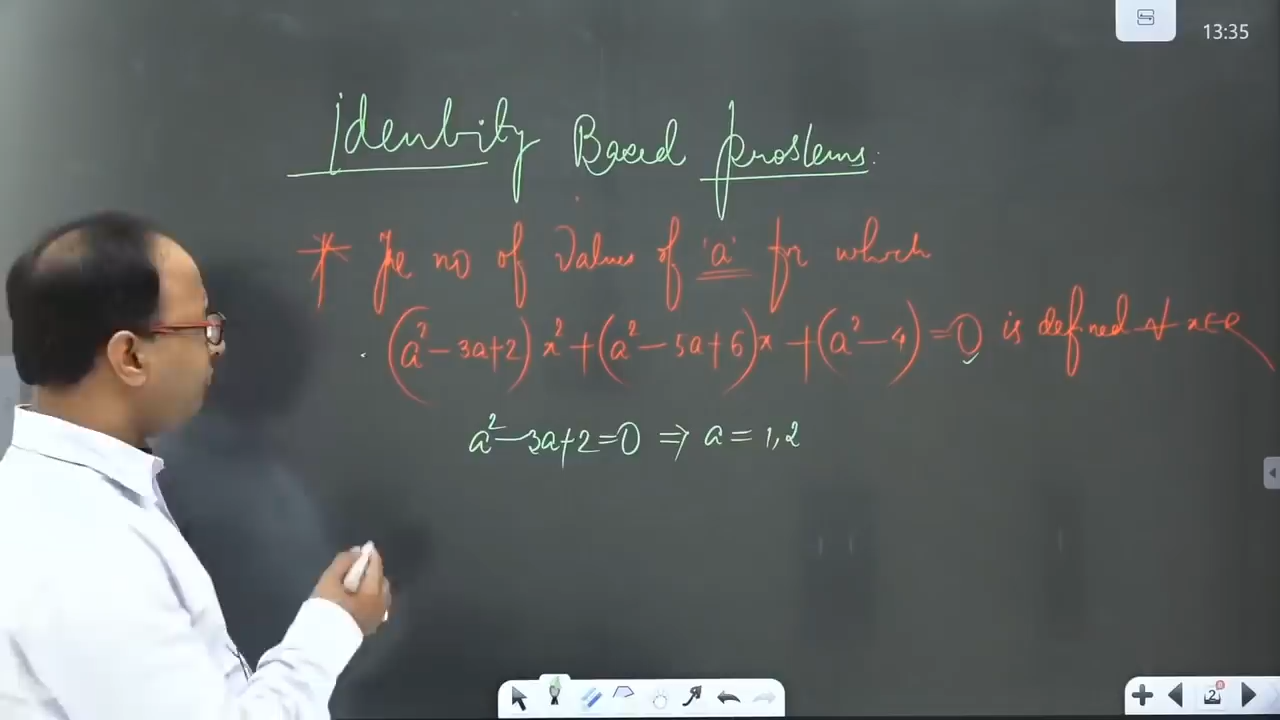 13:35
Identity Based problems:
* The no of Values of 'a' for which
(a² - 3a + 2) x² + (a² - 5a + 6) x + (a² - 4) = 0 is defined ∀ x∈R
a² - 3a + 2 = 0 ⇒ a = 1, 2
2